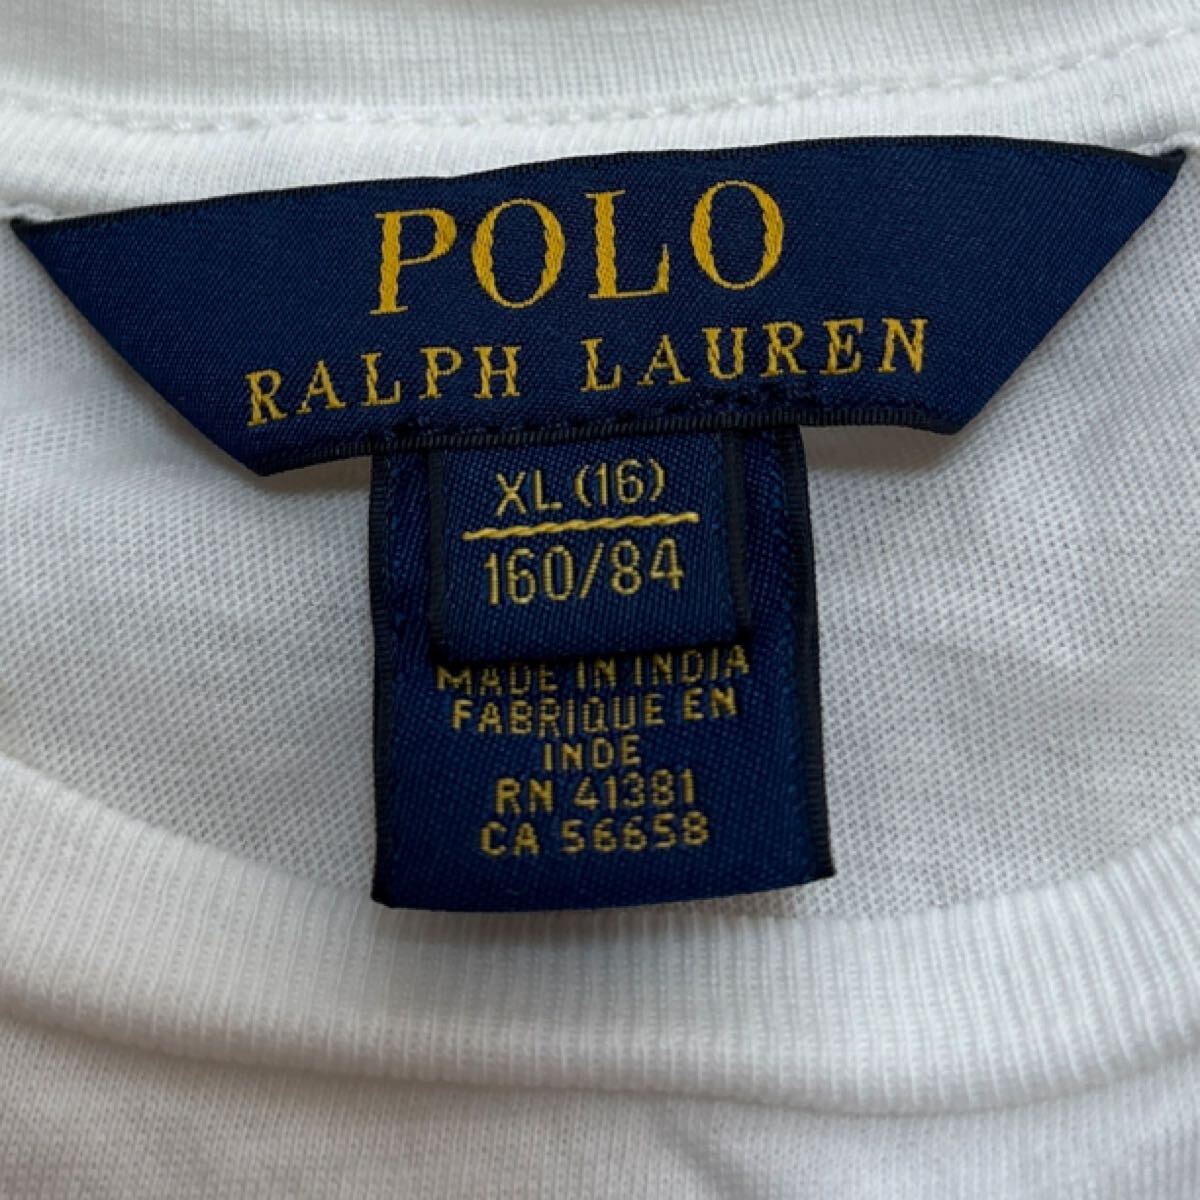 POLO
RALPH LAUREN
XL (16)
160/84
MADE IN INDIA
FABRIQUE EN
INDE
RN 41381
CA 56658